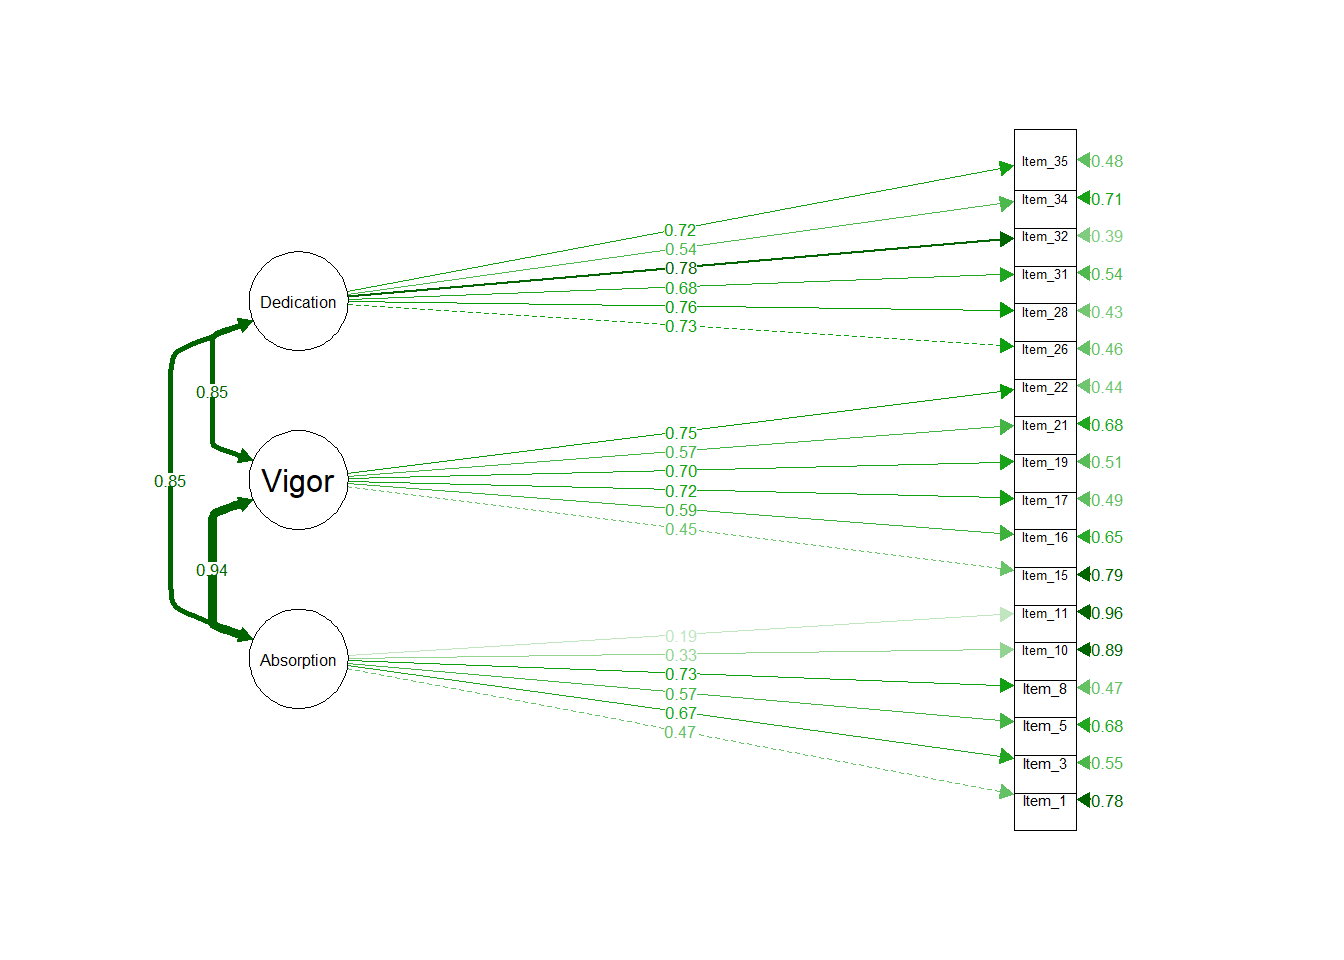 Item_35 0.48
Item_34 0.71
0.72
Item_32 0.39
0.54
0.78
Item_31 0.54
0.68
Dedication
0.76
Item_28 0.43
0.73
Item_26 0.46
Item_22 0.44
0.85
Item_21 0.68
0.75
0.57
Item_19 0.51
0.70
0.85
Vigor
0.72
Item_17 0.49
0.59
0.45
Item_16 0.65
0.94
Item_15 0.79
Item_11 0.96
0.19
Item_10 0.89
0.33
Absorption
0.73
Item_8 0.47
0.57
0.67
Item_5 0.68
0.47
Item_3 0.55
Item_1 0.78